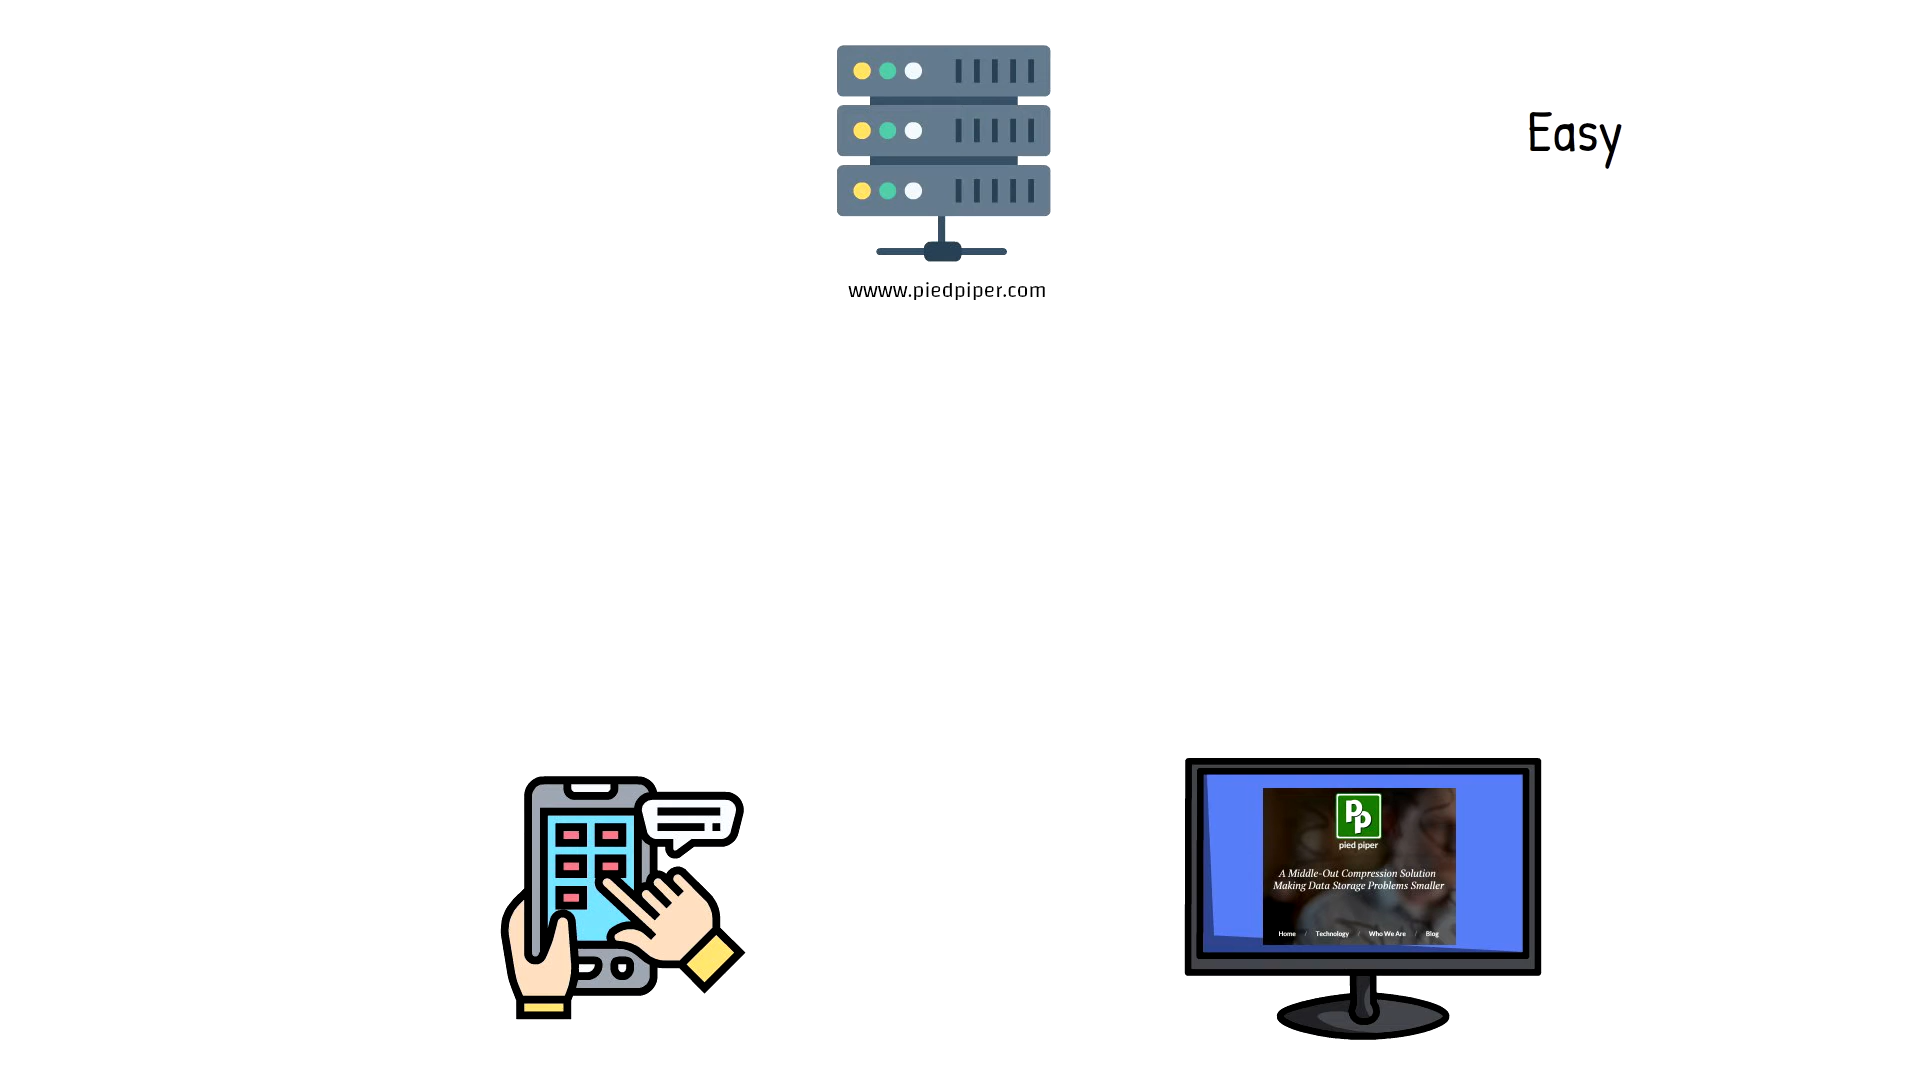 Easy
wwww.piedpiper.com
pp
pied piper
A Middle-Out Compression Solution
Making Data Storage Problems Smaller
Home / Technology / Who We Are / Blog